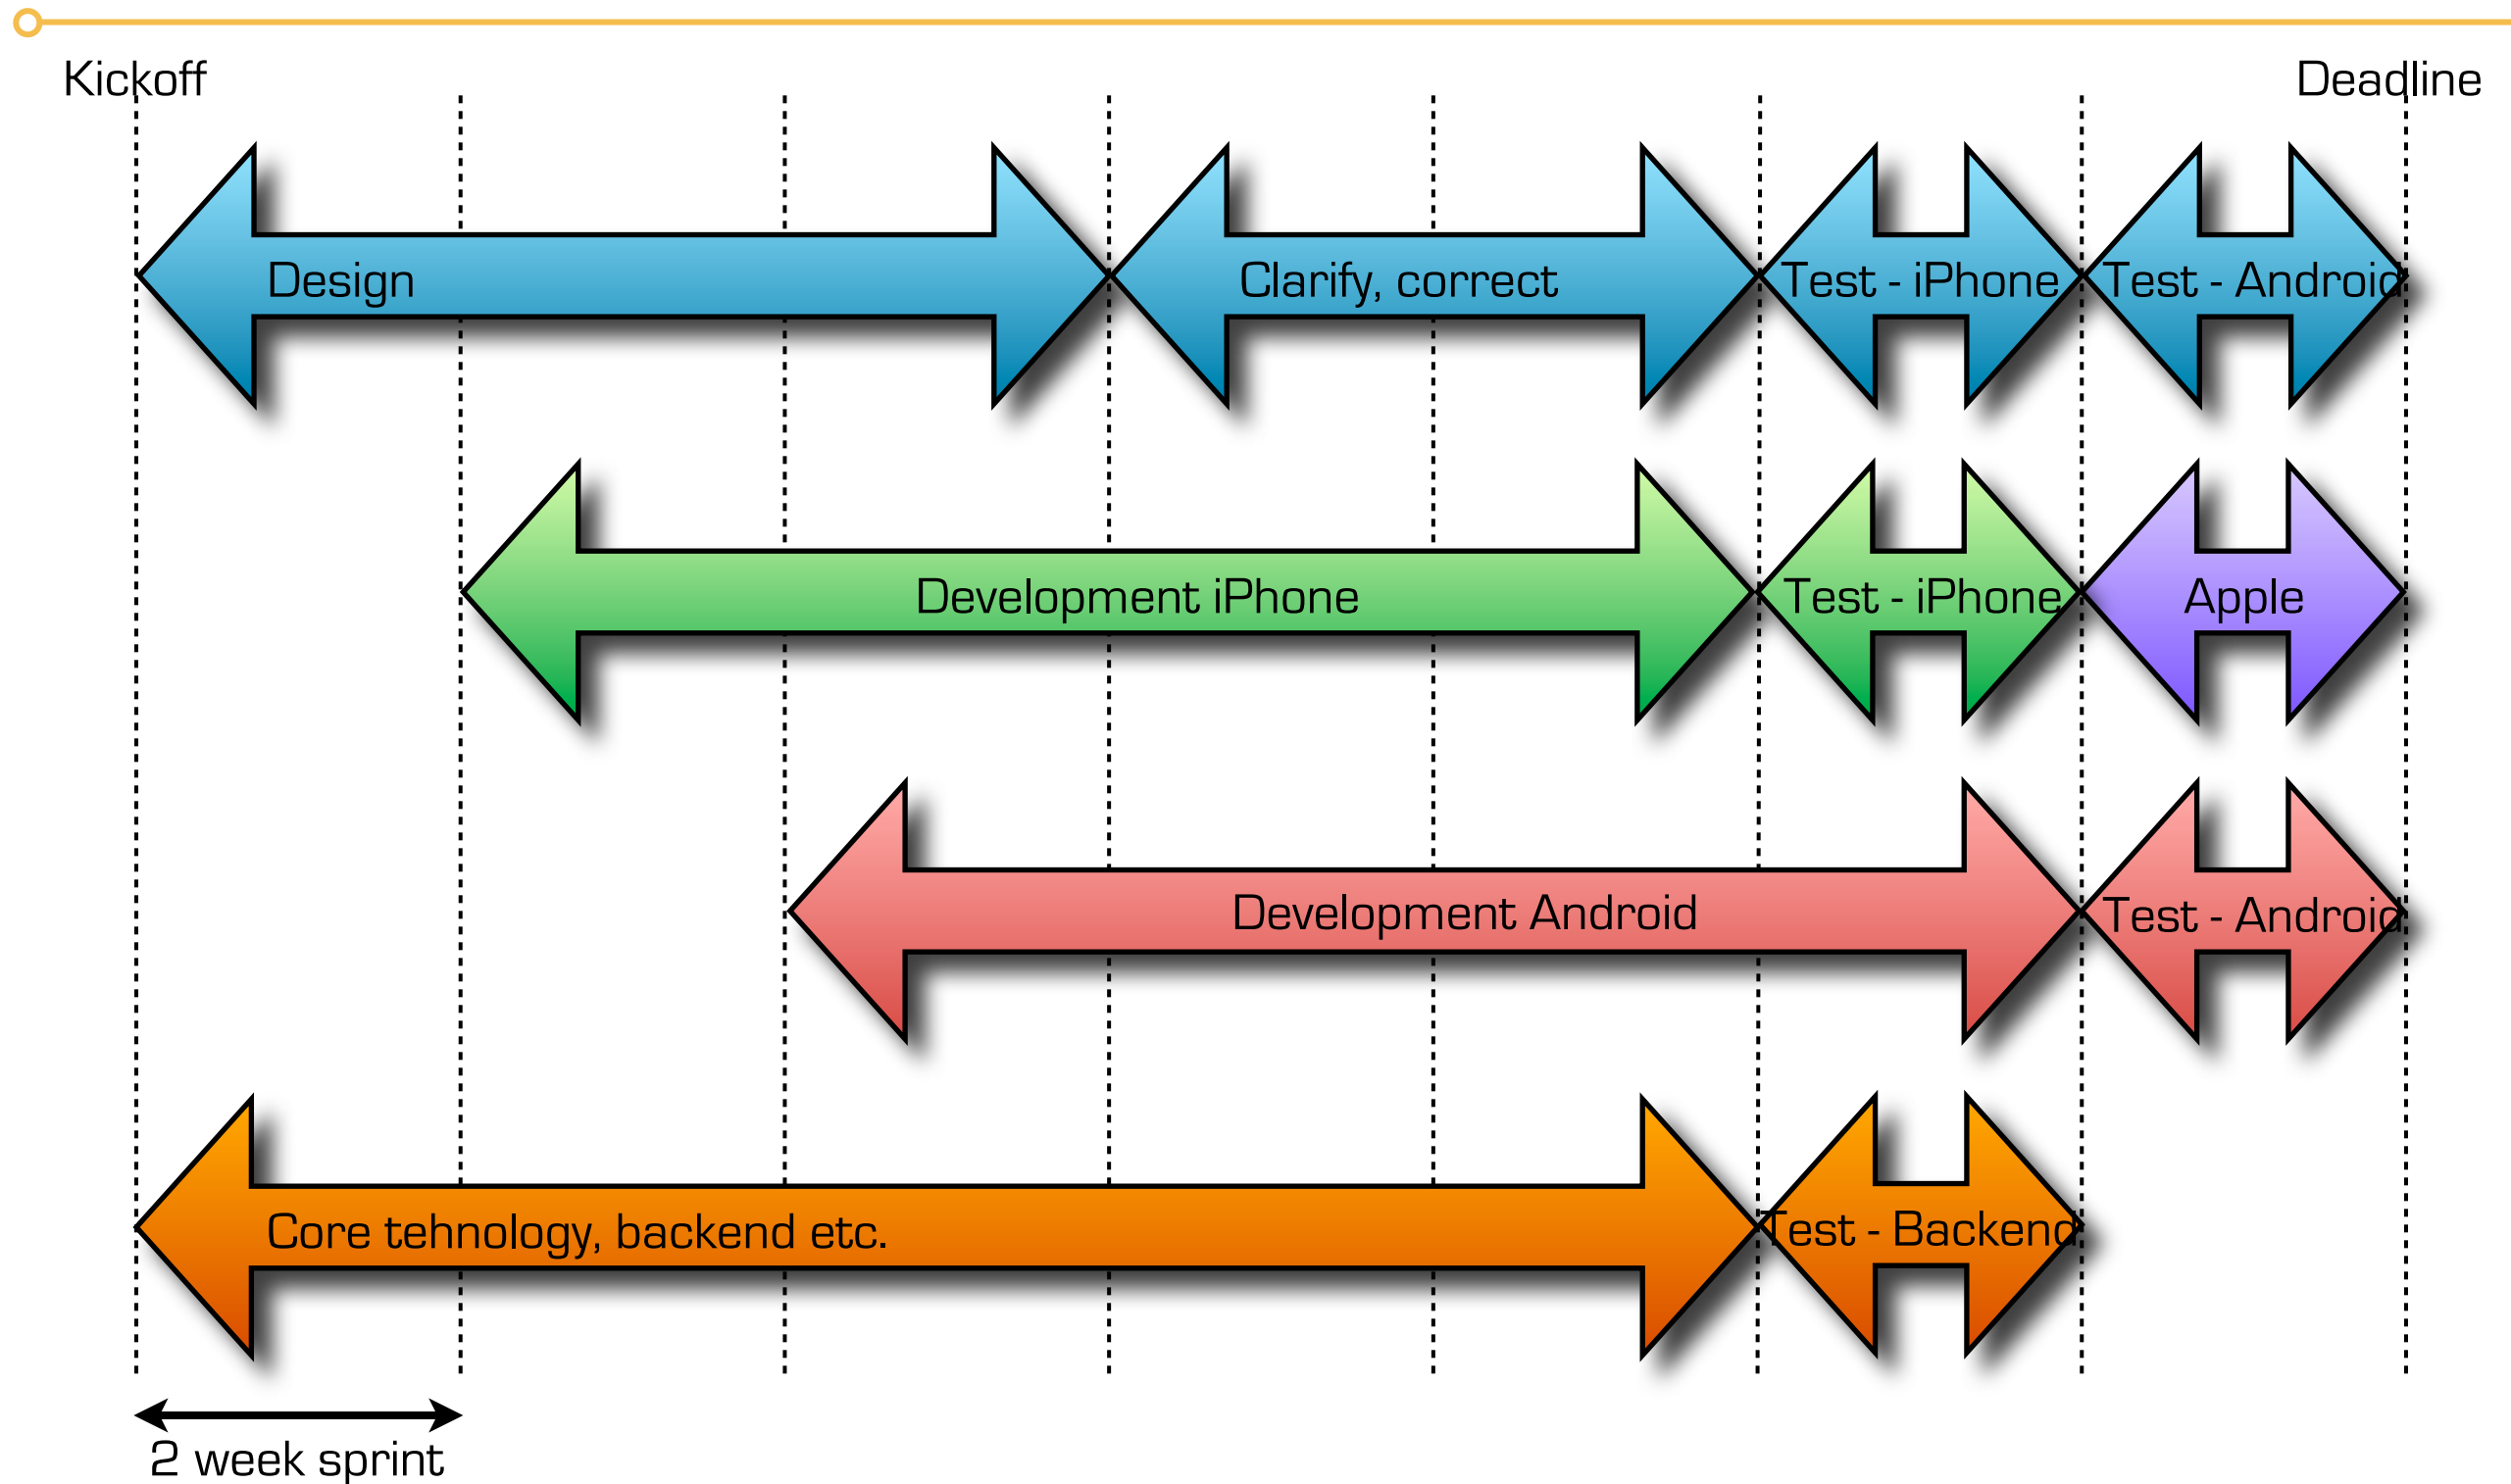 Kickoff
Deadline
Design
Clarify, correct
Test - iPhone
Test - Android
Development iPhone
Test - iPhone
Apple
Development Android
Test - Android
Core tehnology, backend etc.
Test - Backend
2 week sprint